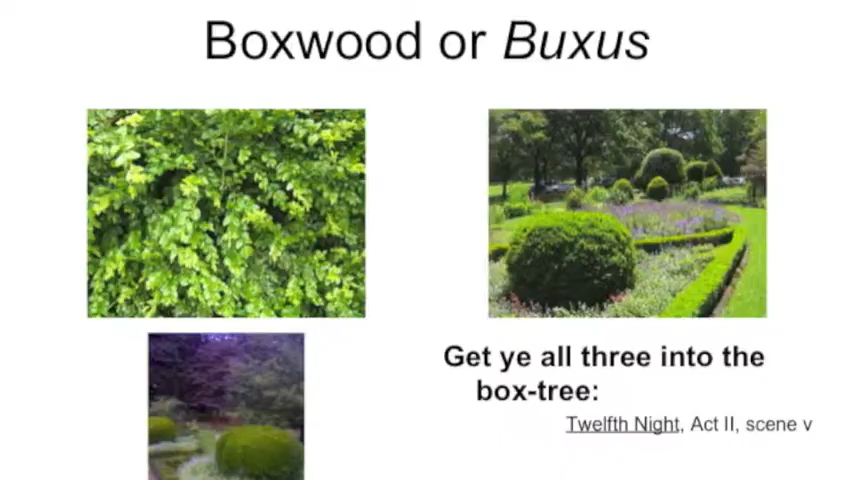 Boxwood or Buxus
Get ye all three into the
box-tree:
Twelfth Night, Act II, scene v